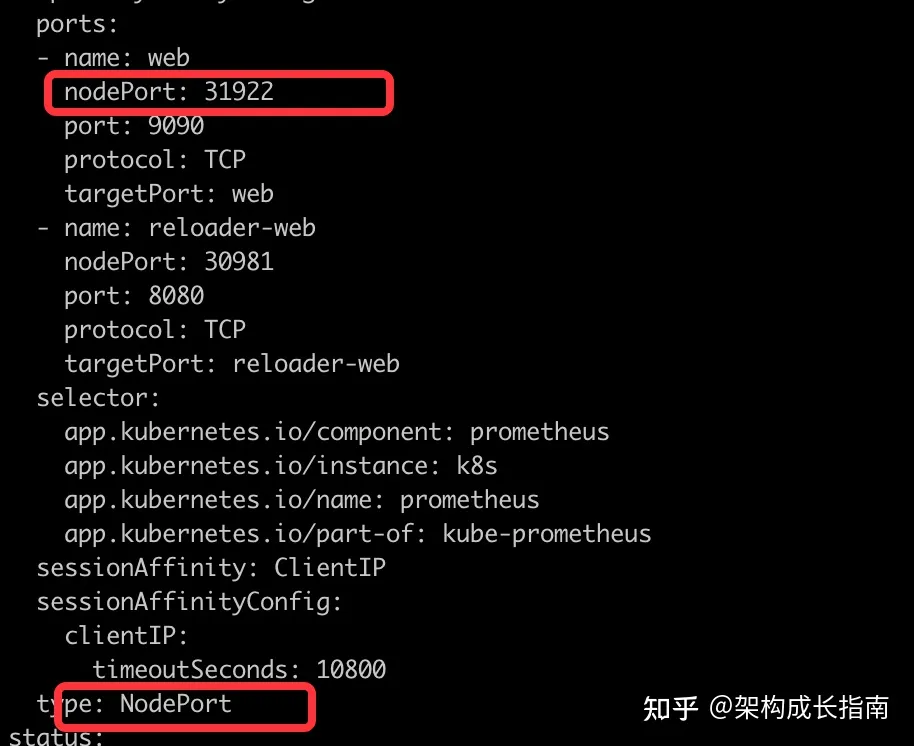 ports:
- name: web
nodePort: 31922
port: 9090
protocol: TCP
targetPort: web
- name: reloader-web
nodePort: 30981
port: 8080
protocol: TCP
targetPort: reloader-web
selector:
app.kubernetes.io/component: prometheus
app.kubernetes.io/instance: k8s
app.kubernetes.io/name: prometheus
app.kubernetes.io/part-of: kube-prometheus
sessionAffinity: ClientIP
sessionAffinityConfig:
clientIP:
timeoutSeconds: 10800
type: NodePort
知乎 @架构成长指南
status: